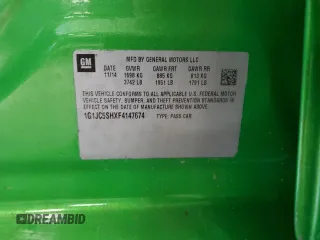 GM
MFD BY GENERAL MOTORS LLC
DATE GVWR GAWR FRT GAWR RR
11/14 1698 KG 885 KG 813 KG
3742 LB 1951 LB 1791 LB
THIS VEHICLE CONFORMS TO ALL APPLICABLE U.S. FEDERAL MOTOR
VEHICLE SAFETY, BUMPER, AND THEFT PREVENTION STANDARDS IN
EFFECT ON THE DATE OF MANUFACTURE SHOWN ABOVE.
1G1JC5SHXF4147674 TYPE: PASS CAR
DREAMBID